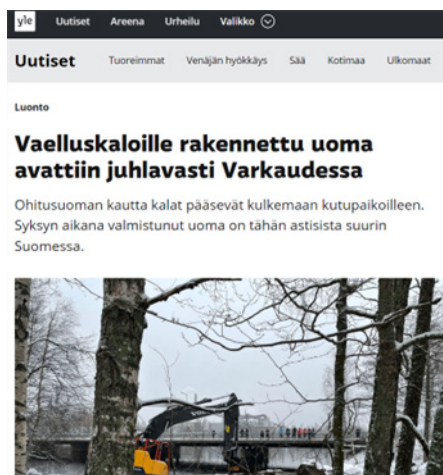 yle Uutiset Areena Urheilu Valikko
Uutiset Tuoreimmat Venäjän hyökkäys Sää Kotimaa Ulkomaat
Luonto
Vaelluskaloille rakennettu uoma
avattiin juhlavasti Varkaudessa
Ohitusuoman kautta kalat pääsevät kulkemaan kutupaikoilleen.
Syksyn aikana valmistunut uoma on tähän astisista suurin
Suomessa.